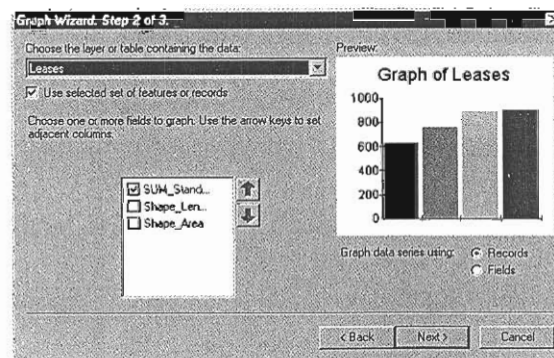 Graph Wizard. Step 2 of 3.
Choose the layer or table containing the data:
Leases
Use selected set of features or records
Choose one or more fields to graph. Use the arrow keys to set
adjacent columns.
SUM_Stand...
Shape_Len...
Shape_Area
Preview:
Graph of Leases
1000
800
600
400
200
0
Graph data series using:
Records
Fields
< Back
Next >
Cancel